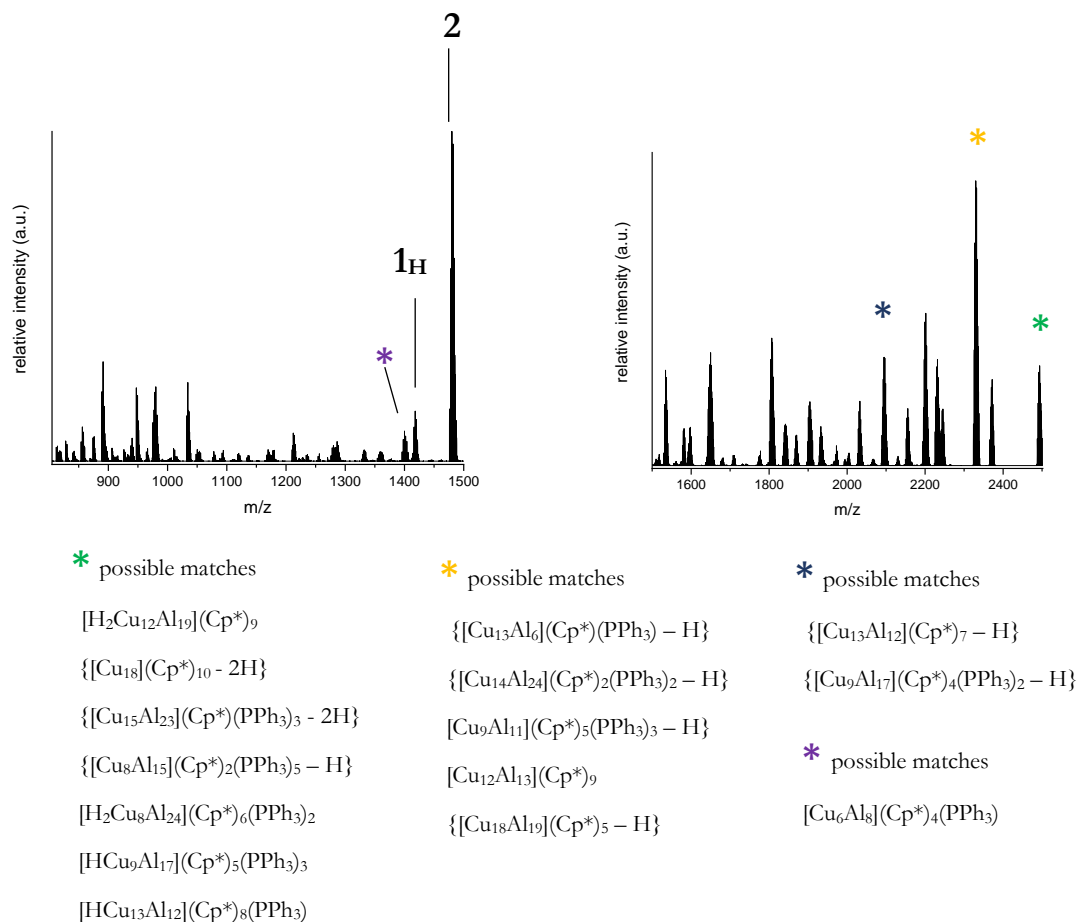 2
1H
*
relative intensity (a.u.)
900 1000 1100 1200 1300 1400 1500
m/z
*
*
*
relative intensity (a.u.)
1600 1800 2000 2200 2400
m/z
* possible matches
[H₂Cu₁₂Al₁₉](Cp*)₉
{[Cu₁₈](Cp*)₁₀ - 2H}
{[Cu₁₅Al₂₃](Cp*)(PPh₃)₃ - 2H}
{[Cu₈Al₁₅](Cp*)₂(PPh₃)₅ – H}
[H₂Cu₈Al₂₄](Cp*)₆(PPh₃)₂
[HCu₉Al₁₇](Cp*)₅(PPh₃)₃
[HCu₁₃Al₁₂](Cp*)₈(PPh₃)
* possible matches
{[Cu₁₃Al₆](Cp*)(PPh₃) – H}
{[Cu₁₄Al₂₄](Cp*)₂(PPh₃)₂ – H}
[Cu₉Al₁₁](Cp*)₅(PPh₃)₃ – H}
[Cu₁₂Al₁₃](Cp*)₉
{[Cu₁₈Al₁₉](Cp*)₅ – H}
* possible matches
{[Cu₁₃Al₁₂](Cp*)₇ – H}
{[Cu₉Al₁₇](Cp*)₄(PPh₃)₂ – H}
* possible matches
[Cu₆Al₈](Cp*)₄(PPh₃)